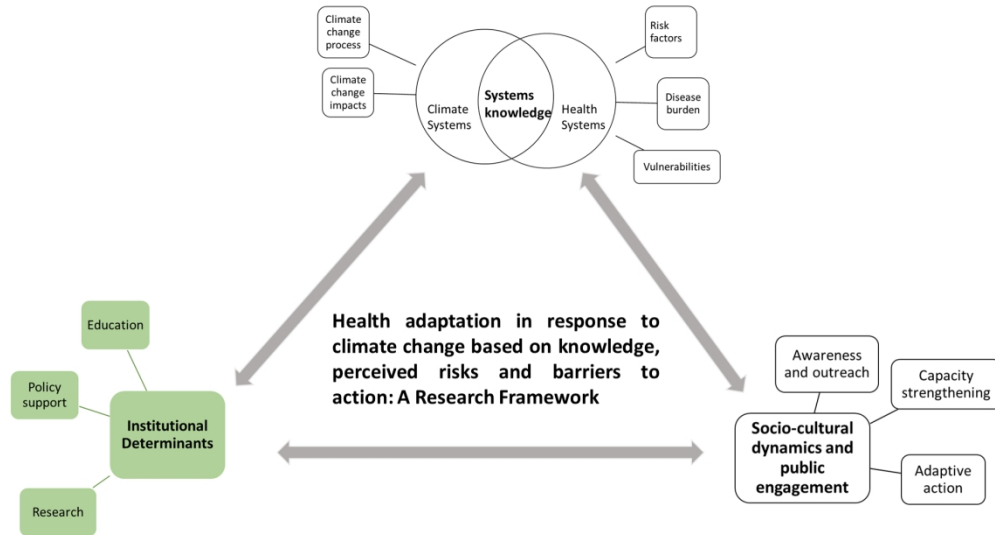 Climate
change
process
Climate
change
impacts
Climate
Systems
Systems
knowledge
Health
Systems
Risk
factors
Disease
burden
Vulnerabilities
Health adaptation in response to
climate change based on knowledge,
perceived risks and barriers to
action: A Research Framework
Education
Policy
support
Institutional
Determinants
Research
Awareness
and outreach
Capacity
strengthening
Socio-cultural
dynamics and
public
engagement
Adaptive
action